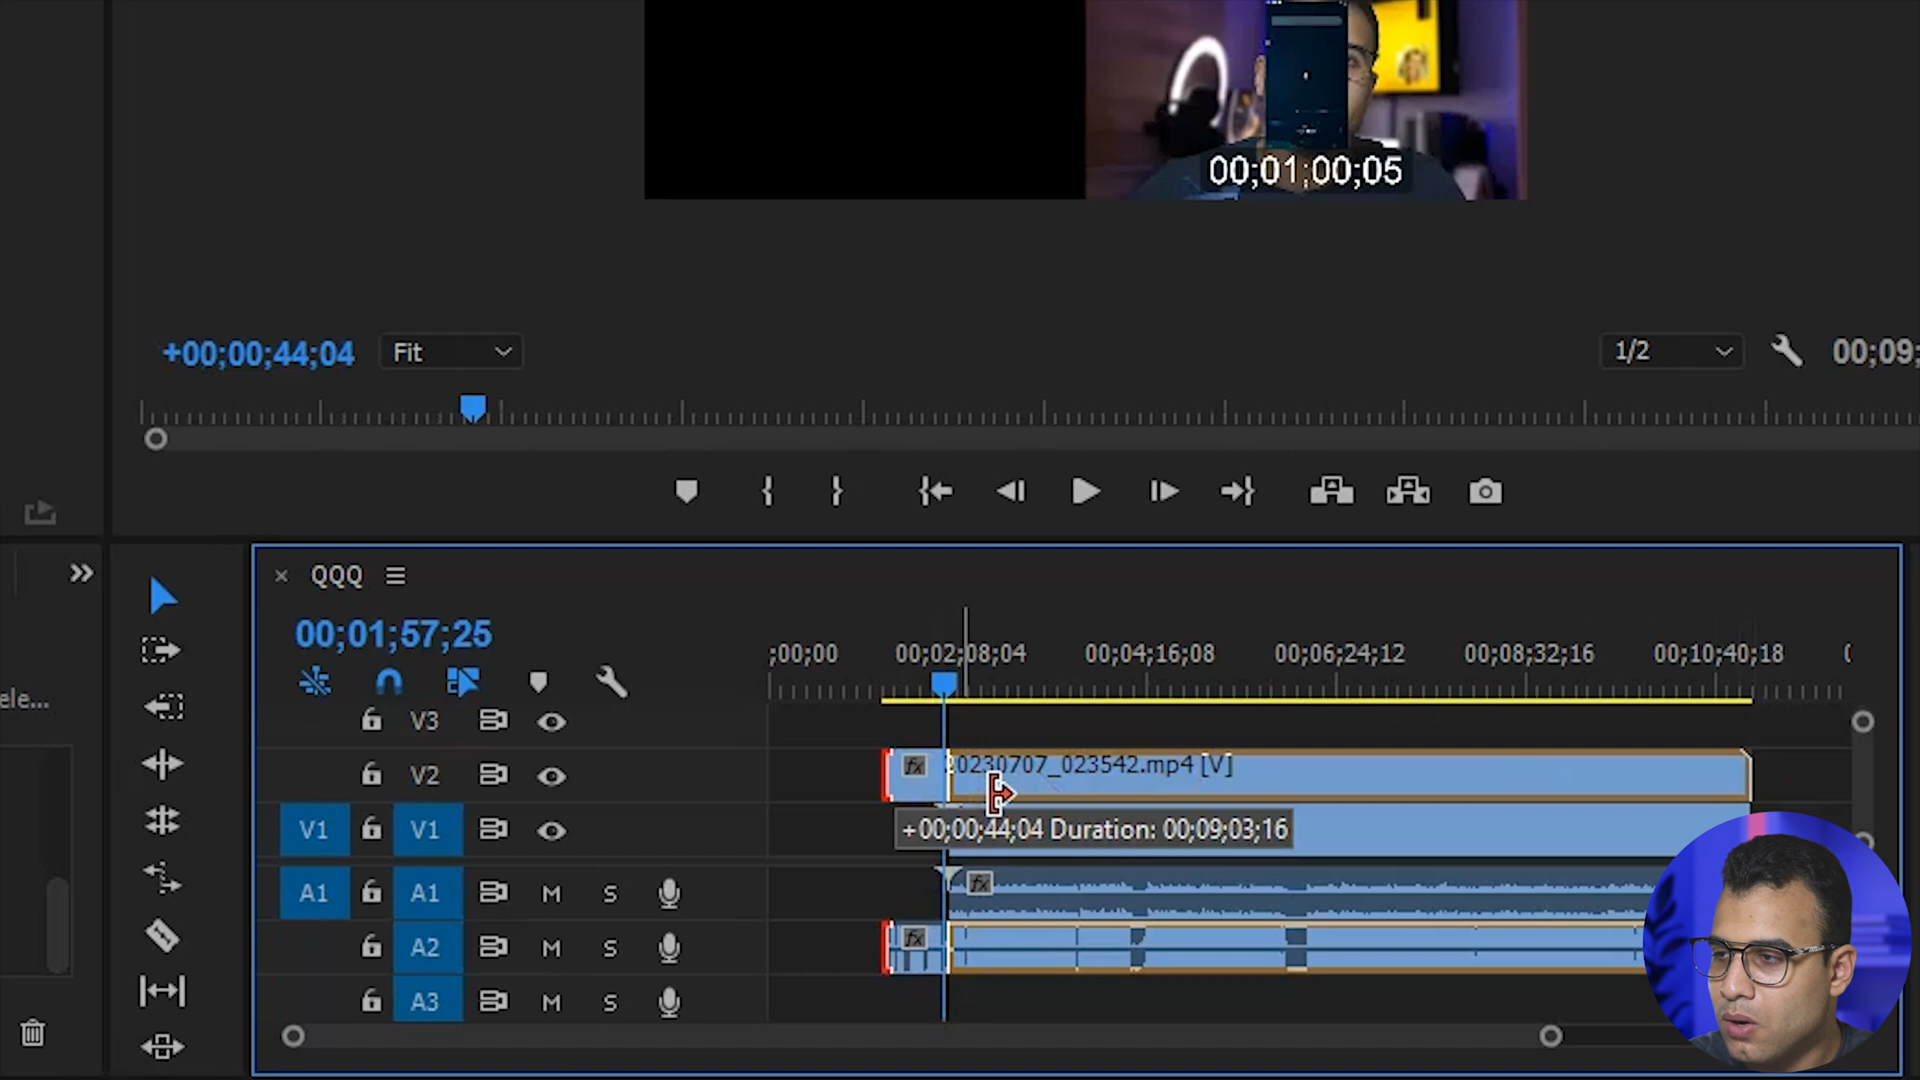 00;01;00;05
+00;00;44;04
Fit
1/2
00;09;
QQQ
00;01;57;25
;00;00
00;02;08;04
00;04;16;08
00;06;24;12
00;08;32;16
00;10;40;18
ele...
V3
V2
fx
20230707_023542.mp4 [V]
V1
V1
+00;00;44;04 Duration: 00;09;03;16
A1
A1
M
S
fx
A2
M
S
fx
A3
M
S